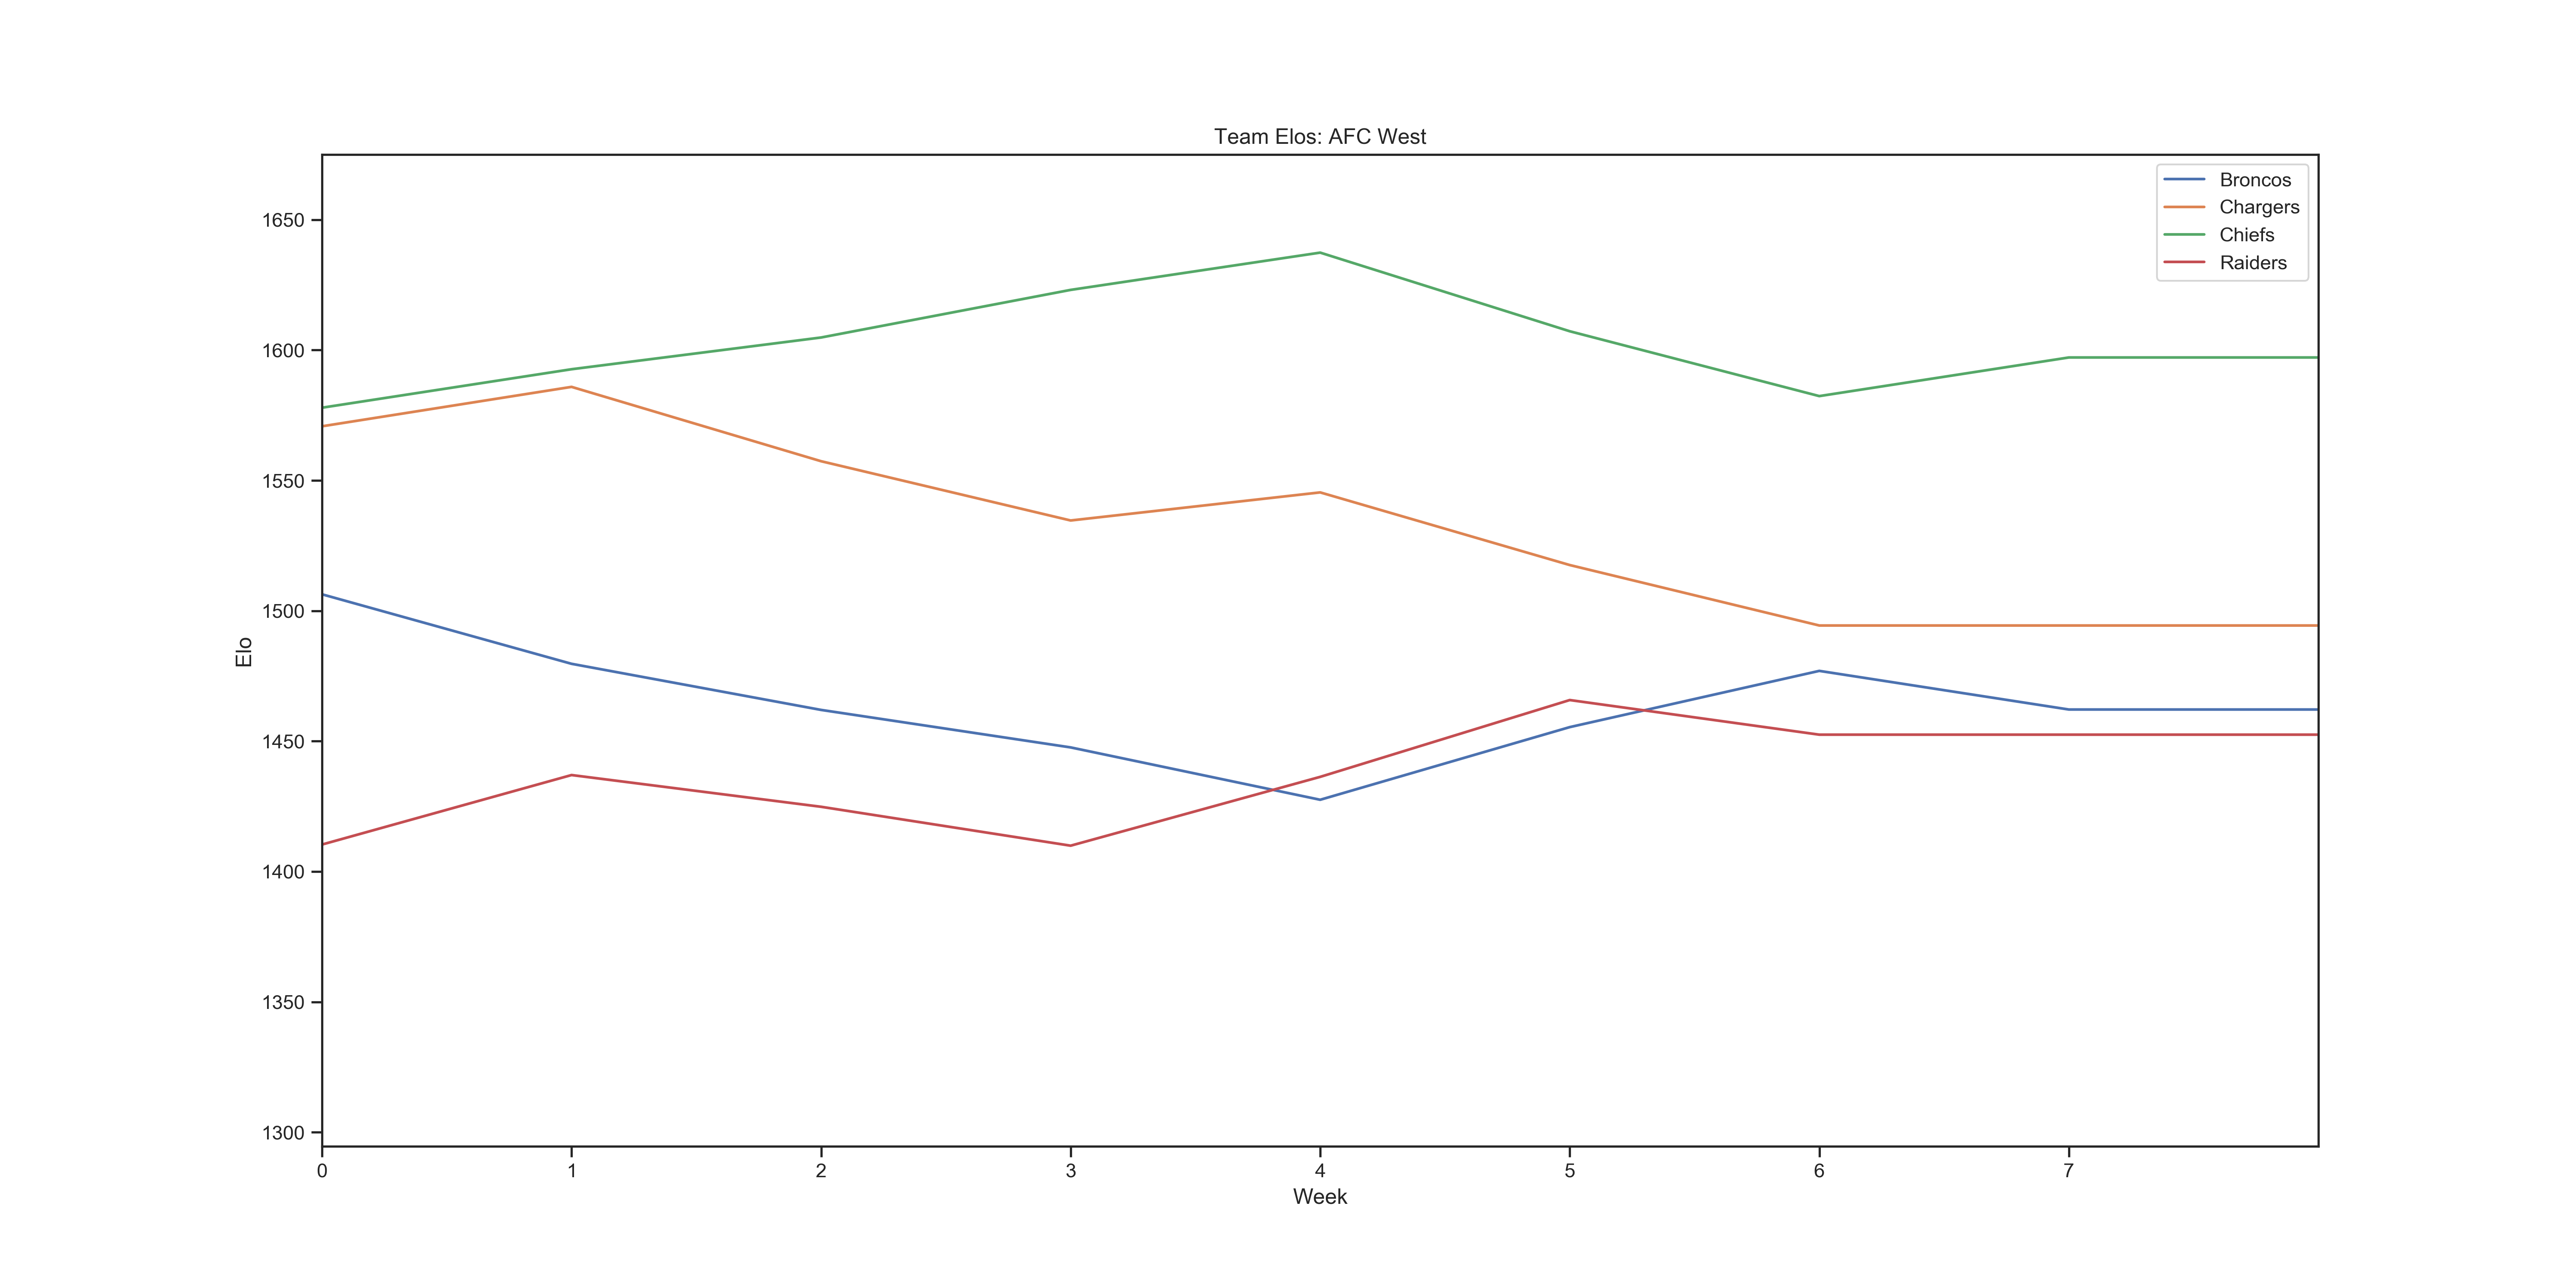 Team Elos: AFC West
Broncos
Chargers
Chiefs
Raiders
1650
1600
1550
1500
1450
1400
1350
1300
Elo
0 1 2 3 4 5 6 7
Week